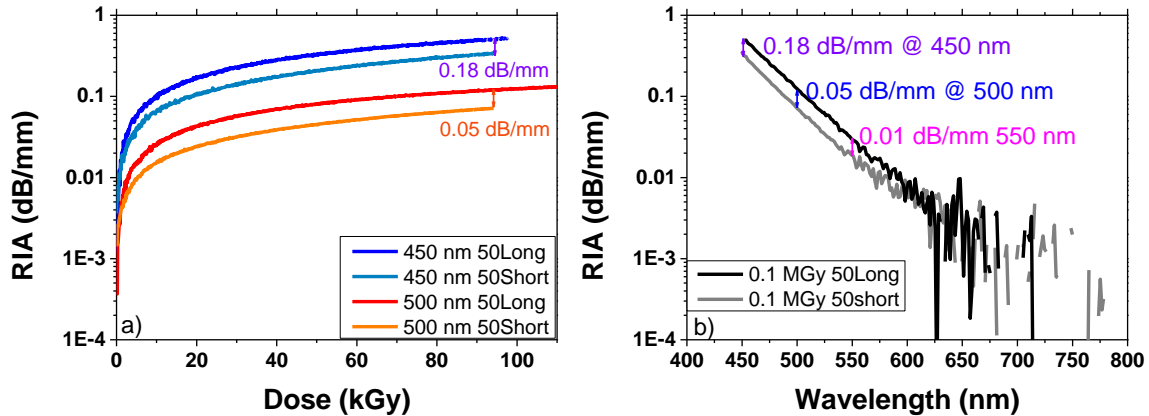 1
0.1
0.01
1E-3
1E-4
RIA (dB/mm)
0 20 40 60 80 100
Dose (kGy)
0.18 dB/mm
0.05 dB/mm
450 nm 50Long
450 nm 50Short
500 nm 50Long
500 nm 50Short
a)
1
0.1
0.01
1E-3
1E-4
RIA (dB/mm)
400 450 500 550 600 650 700 750 800
Wavelength (nm)
0.18 dB/mm @ 450 nm
0.05 dB/mm @ 500 nm
0.01 dB/mm 550 nm
0.1 MGy 50Long
0.1 MGy 50short
b)